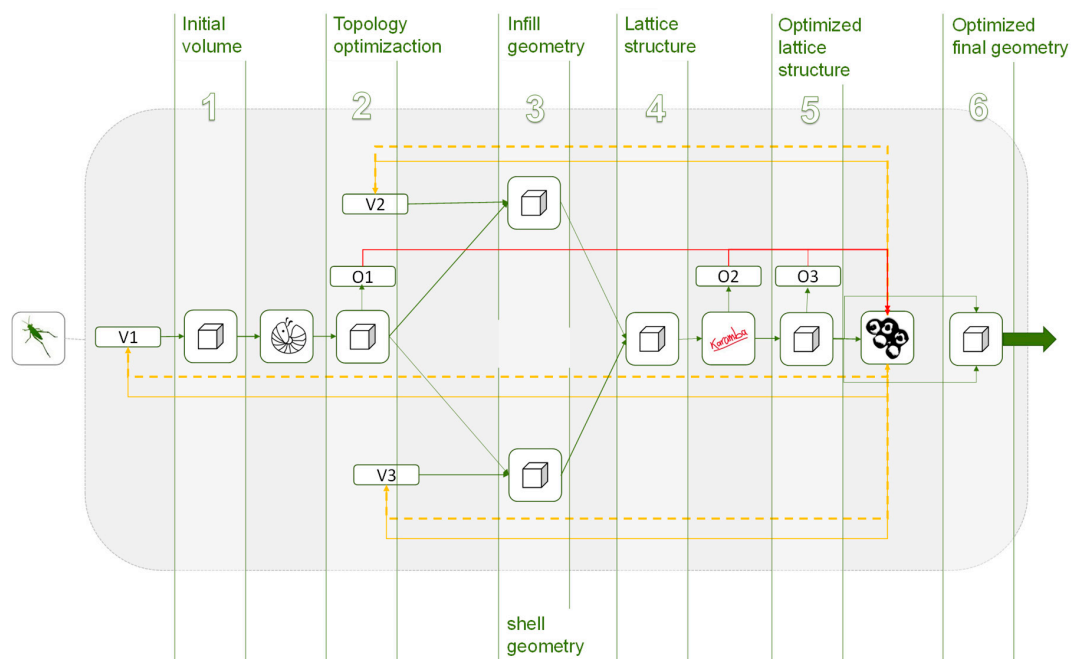 Initial
volume
Topology
optimizaction
Infill
geometry
Lattice
structure
Optimized
lattice
structure
Optimized
final geometry
1
2
3
4
5
6
V2
O1
O2
O3
V1
Karamba
V3
shell
geometry